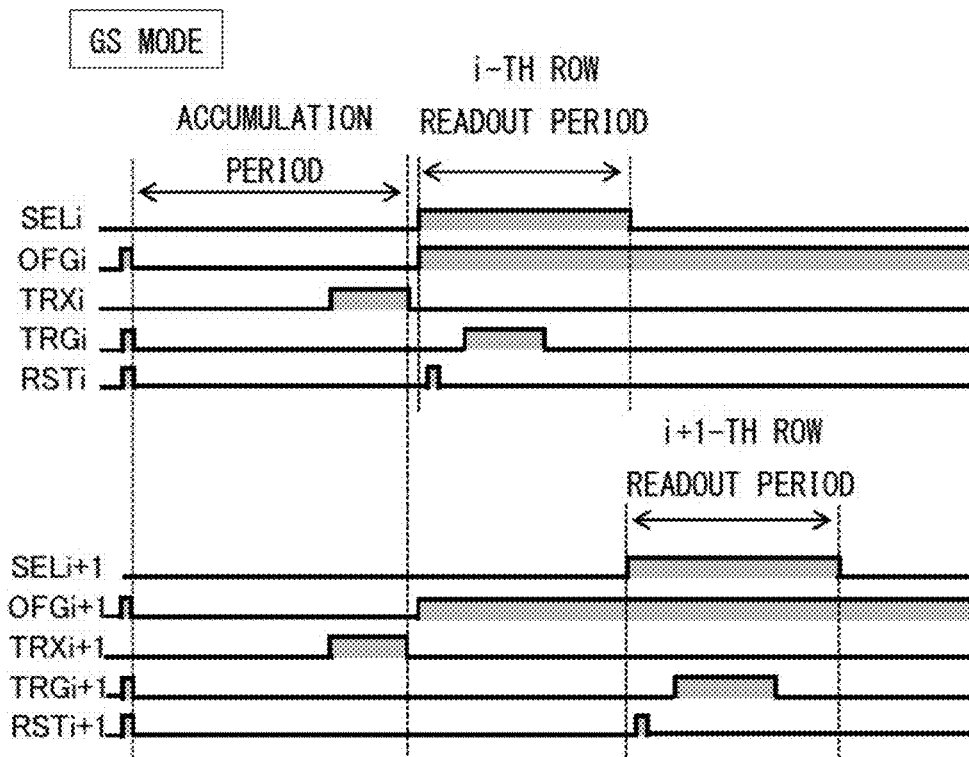 GS MODE
i-TH ROW
READOUT PERIOD
ACCUMULATION
PERIOD
SELi
OFGi
TRXi
TRGi
RSTi
i+1-TH ROW
READOUT PERIOD
SELi+1
OFGi+1
TRXi+1
TRGi+1
RSTi+1